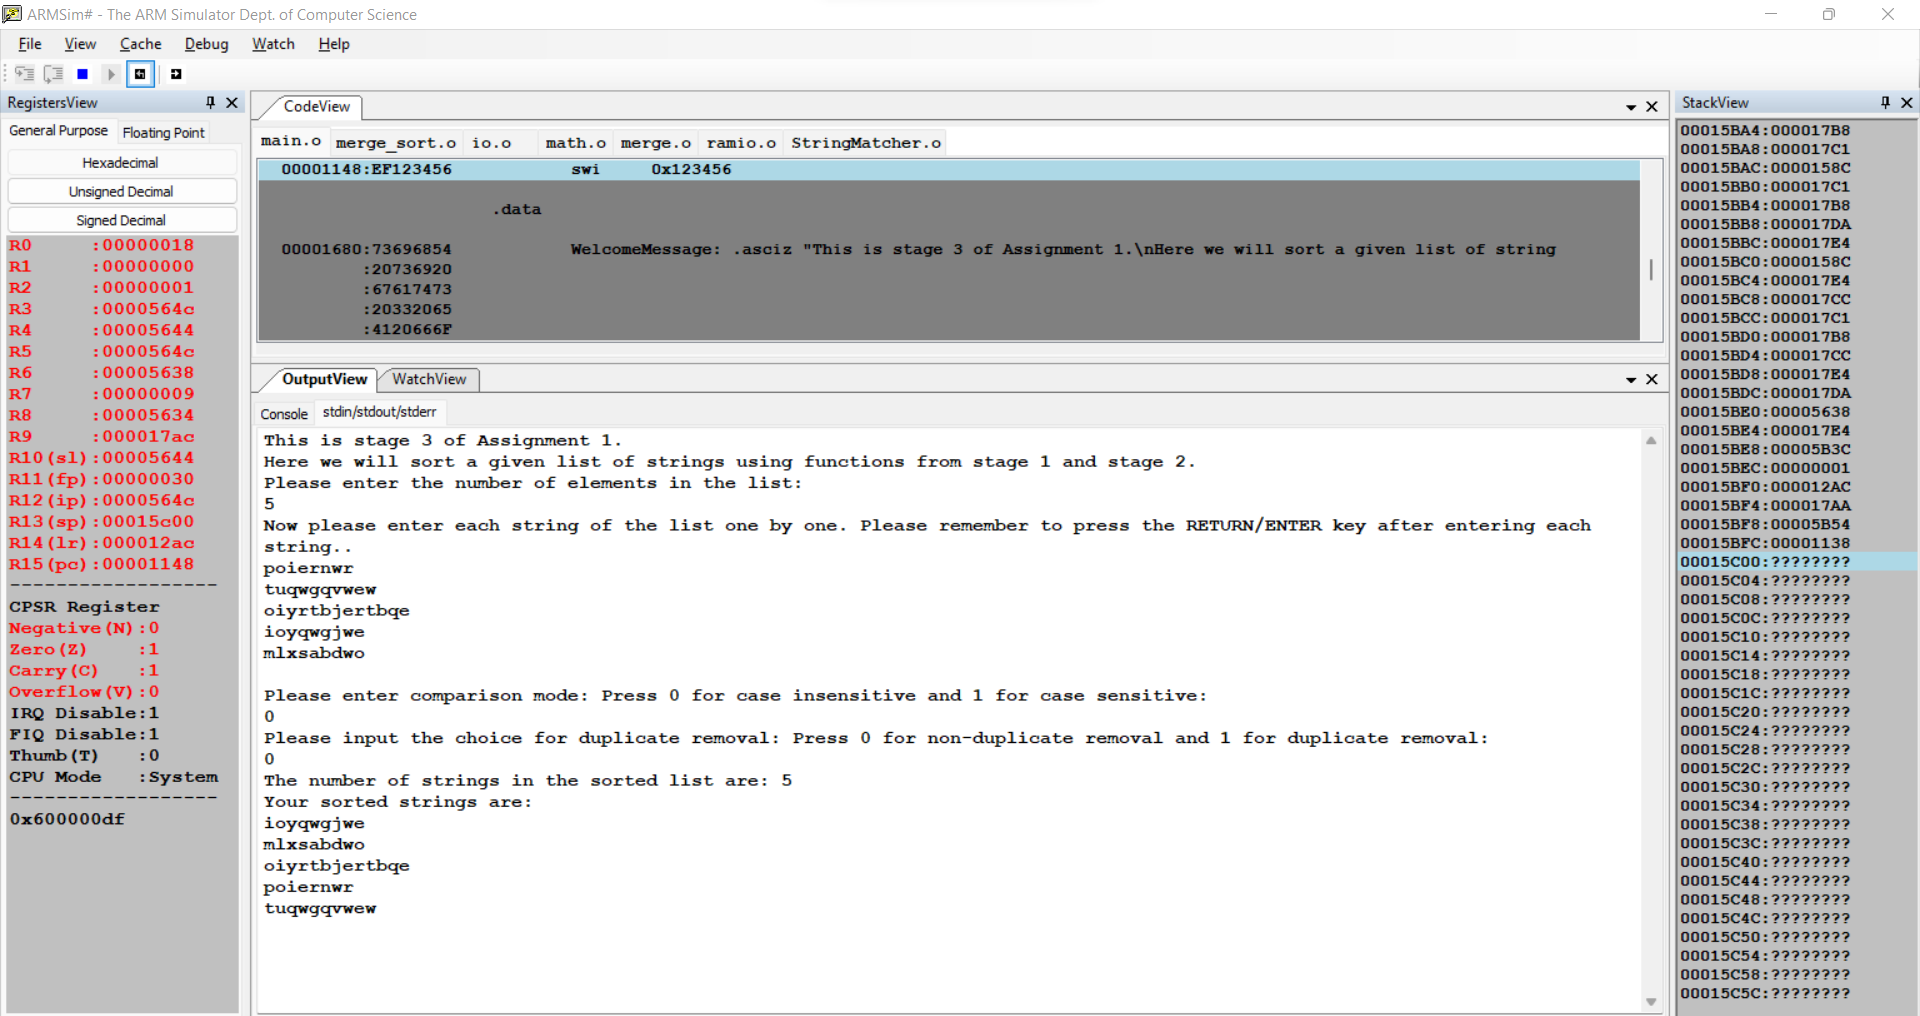 ARMSim# - The ARM Simulator Dept. of Computer Science
File View Cache Debug Watch Help
RegistersView
General Purpose Floating Point
Hexadecimal
Unsigned Decimal
Signed Decimal
R0 :00000018
R1 :00000000
R2 :00000001
R3 :0000564c
R4 :00005644
R5 :0000564c
R6 :00005638
R7 :00000009
R8 :00005634
R9 :000017ac
R10(sl):00005644
R11(fp):00000030
R12(ip):0000564c
R13(sp):00015c00
R14(lr):000012ac
R15(pc):00001148
-------------------
CPSR Register
Negative(N):0
Zero(Z) :1
Carry(C) :1
Overflow(V):0
IRQ Disable:1
FIQ Disable:1
Thumb(T) :0
CPU Mode :System
-------------------
0x600000df
CodeView
main.o merge_sort.o io.o math.o merge.o ramio.o StringMatcher.o
00001148:EF123456 swi 0x123456
.data
00001680:73696854 WelcomeMessage: .asciz "This is stage 3 of Assignment 1.\nHere we will sort a given list of string
:20736920
:67617473
:20332065
:4120666F
OutputView WatchView
Console stdin/stdout/stderr
This is stage 3 of Assignment 1.
Here we will sort a given list of strings using functions from stage 1 and stage 2.
Please enter the number of elements in the list:
5
Now please enter each string of the list one by one. Please remember to press the RETURN/ENTER key after entering each
string..
poiernwr
tuqwgqvwew
oiyrtbjertbqe
ioyqwgjwe
mlxsabdwo
Please enter comparison mode: Press 0 for case insensitive and 1 for case sensitive:
0
Please input the choice for duplicate removal: Press 0 for non-duplicate removal and 1 for duplicate removal:
0
The number of strings in the sorted list are: 5
Your sorted strings are:
ioyqwgjwe
mlxsabdwo
oiyrtbjertbqe
poiernwr
tuqwgqvwew
StackView
00015BA4:000017B8
00015BA8:000017C1
00015BAC:0000158C
00015BB0:000017C1
00015BB4:000017B8
00015BB8:000017DA
00015BBC:000017E4
00015BC0:0000158C
00015BC4:000017E4
00015BC8:000017CC
00015BCC:000017C1
00015BD0:000017B8
00015BD4:000017CC
00015BD8:000017E4
00015BDC:000017DA
00015BE0:00005638
00015BE4:000017E4
00015BE8:00005B3C
00015BEC:00000001
00015BF0:000012AC
00015BF4:000017AA
00015BF8:00005B54
00015BFC:00001138
00015C00:????????
00015C04:????????
00015C08:????????
00015C0C:????????
00015C10:????????
00015C14:????????
00015C18:????????
00015C1C:????????
00015C20:????????
00015C24:????????
00015C28:????????
00015C2C:????????
00015C30:????????
00015C34:????????
00015C38:????????
00015C3C:????????
00015C40:????????
00015C44:????????
00015C48:????????
00015C4C:????????
00015C50:????????
00015C54:????????
00015C58:????????
00015C5C:????????